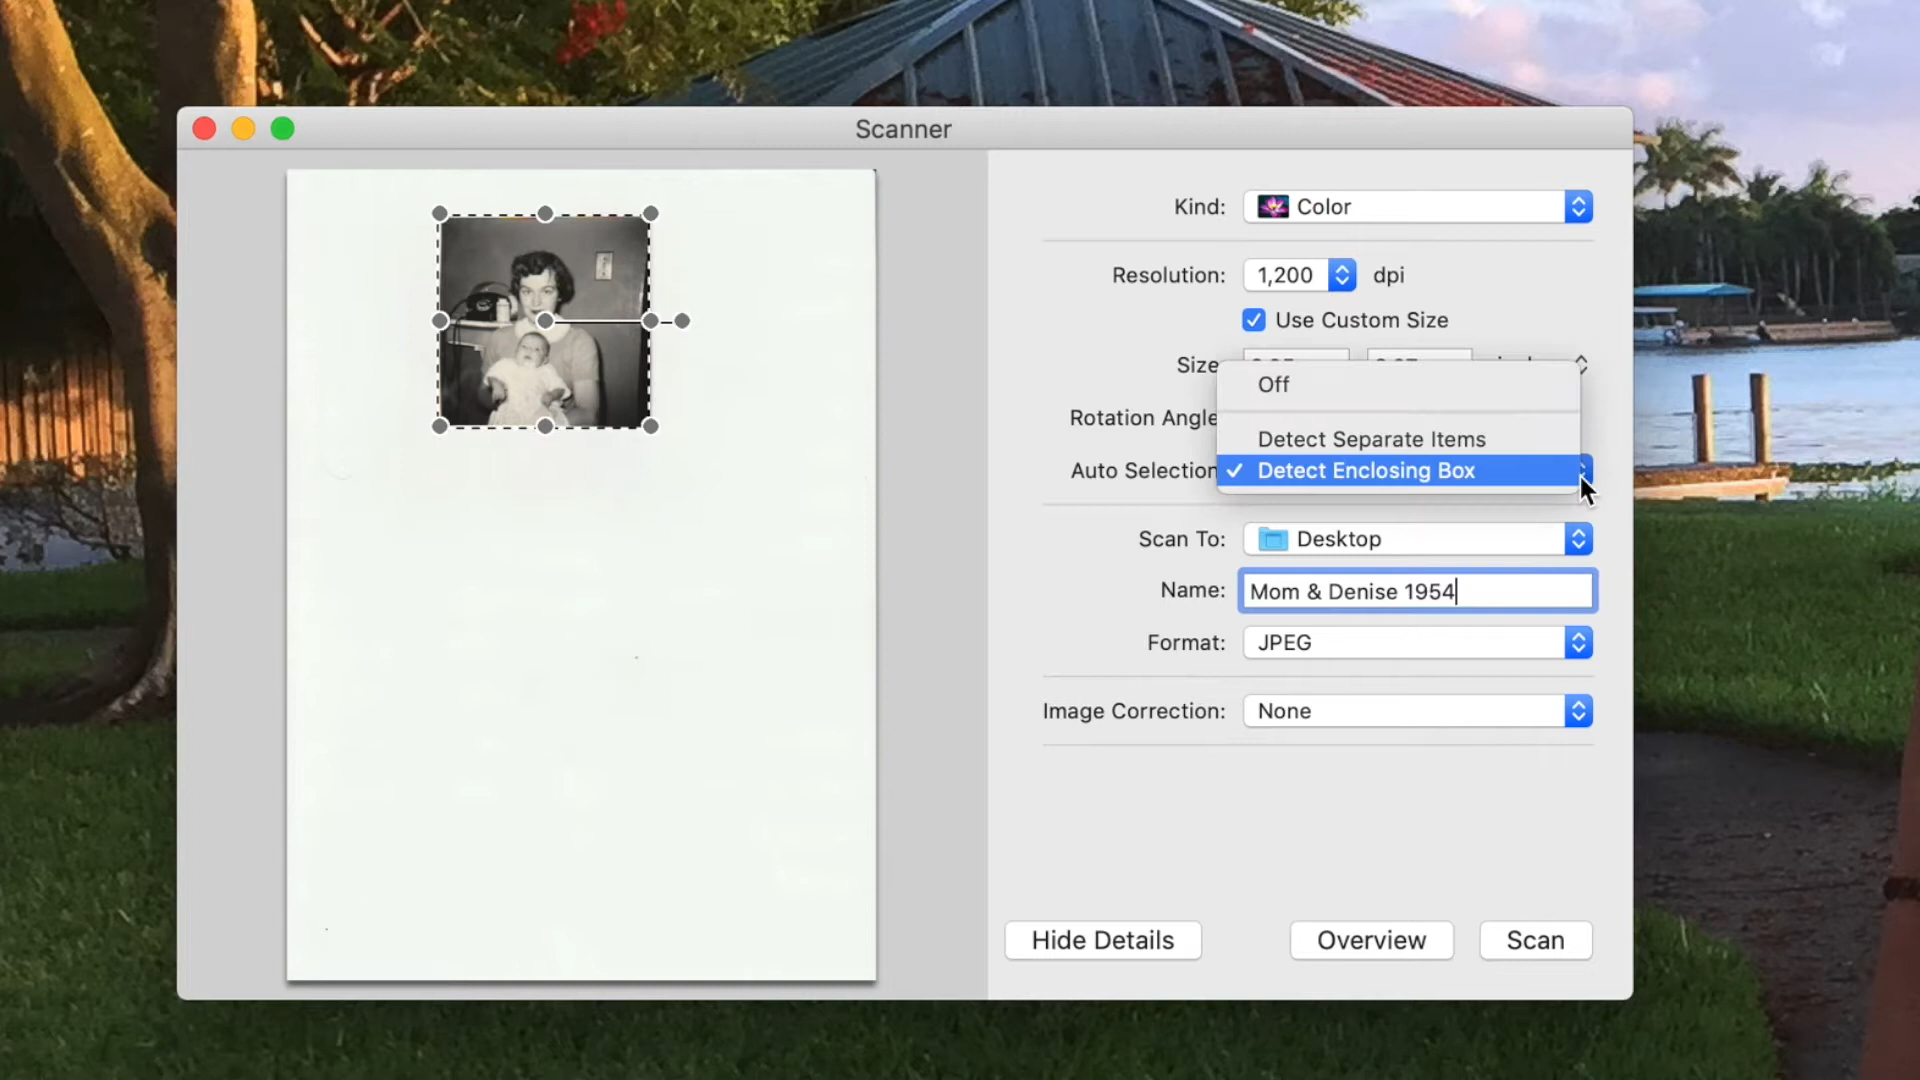 Scanner
Kind: Color
Resolution: 1,200 dpi
Use Custom Size
Size
Off
Rotation Angle
Detect Separate Items
Auto Selection Detect Enclosing Box
Scan To: Desktop
Name: Mom & Denise 1954
Format: JPEG
Image Correction: None
Hide Details Overview Scan